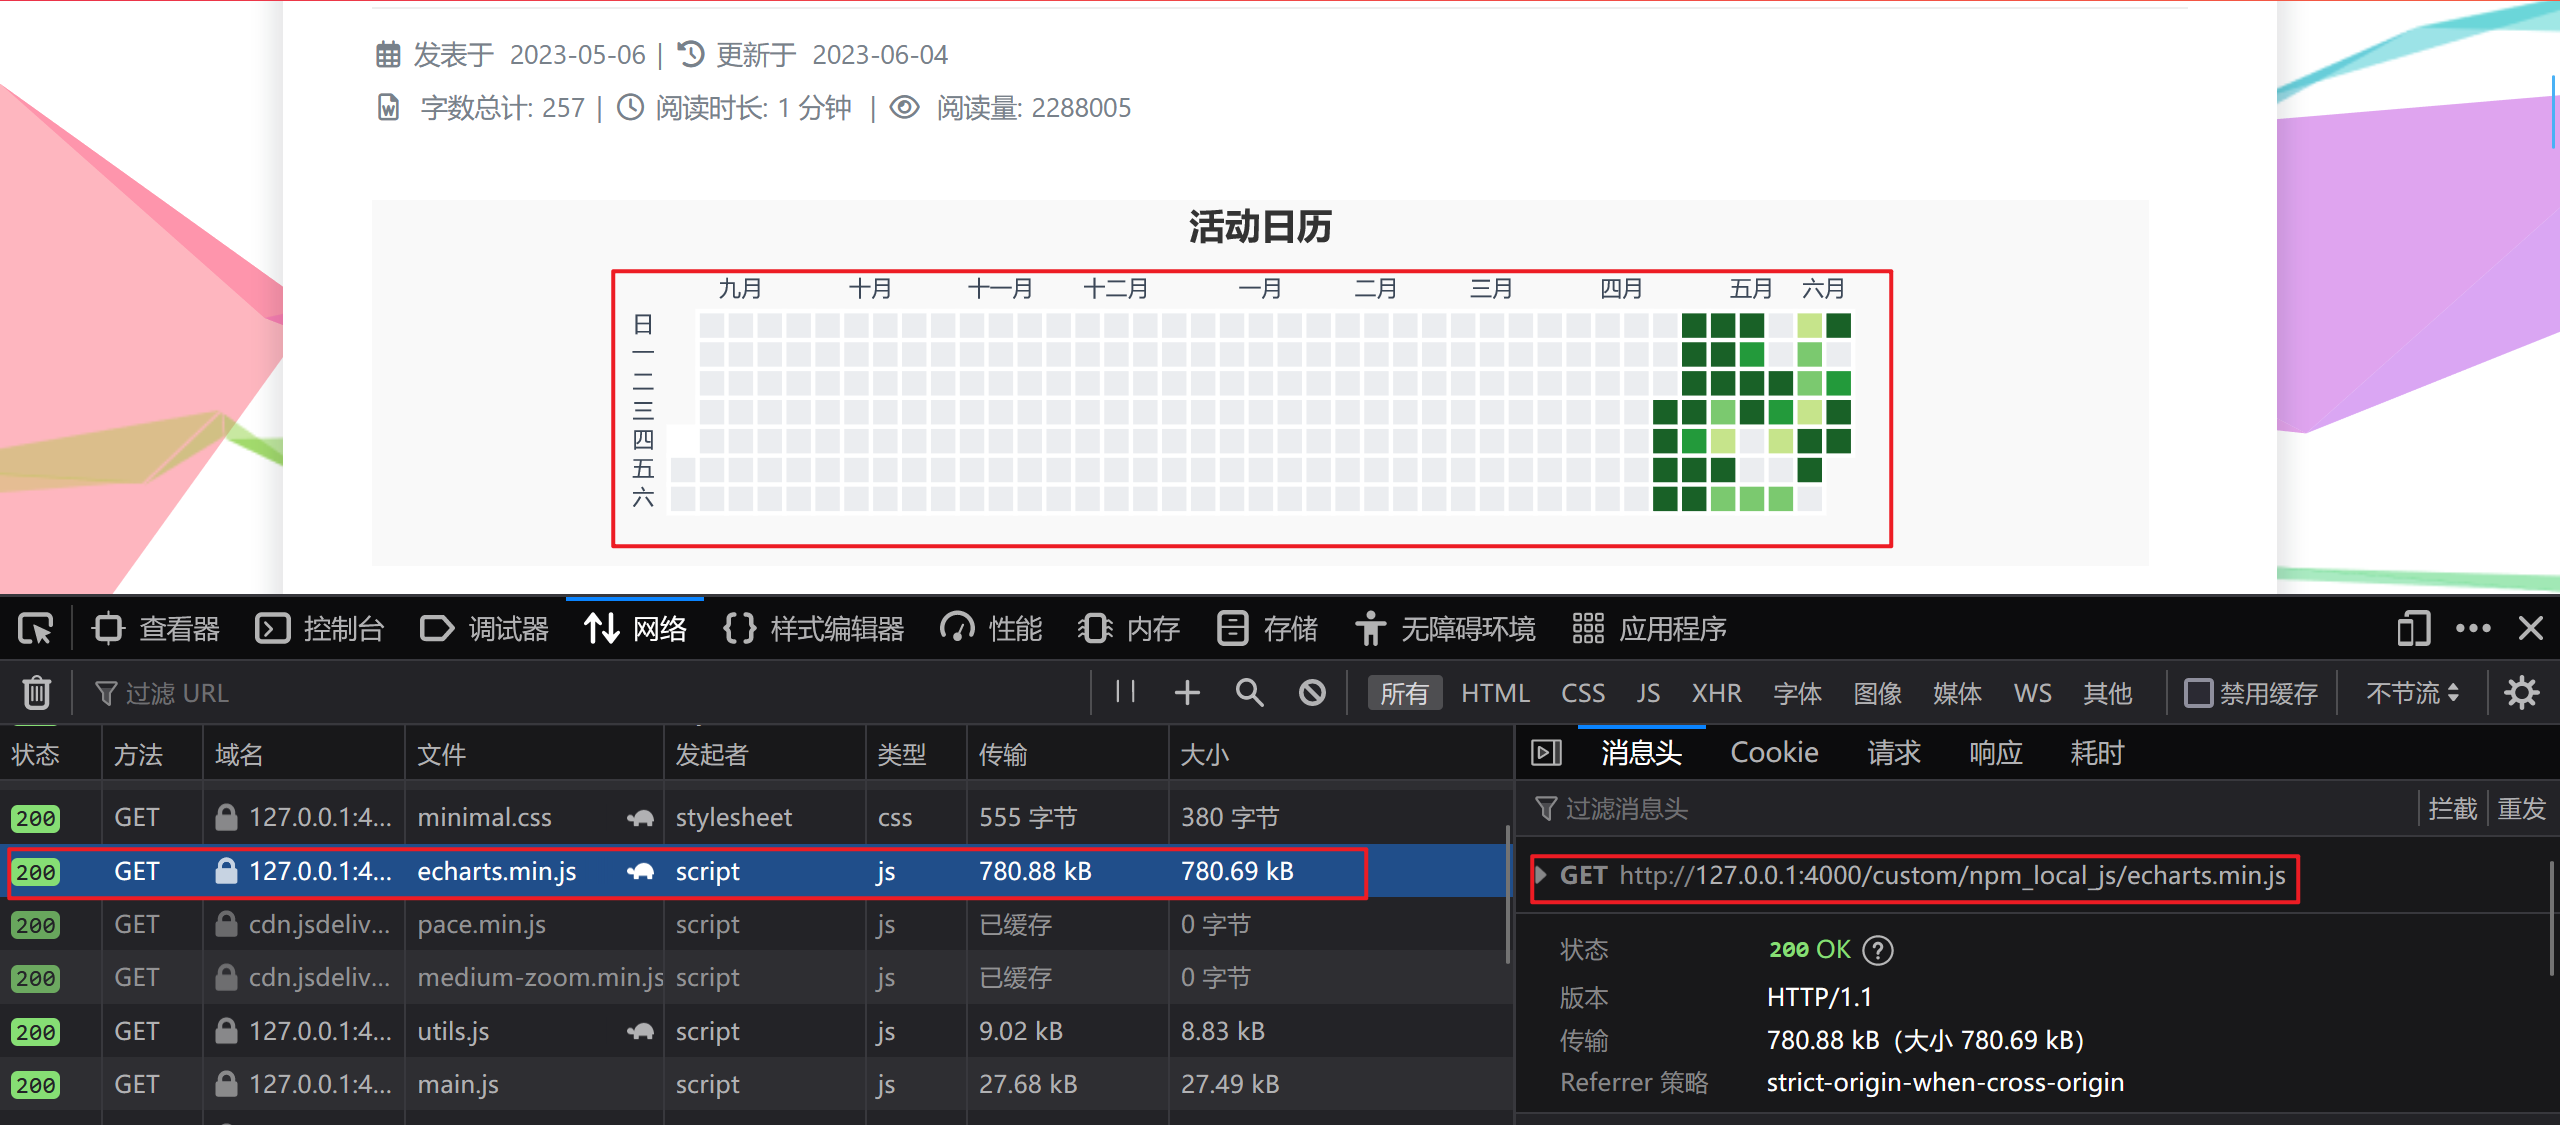 发表于 2023-05-06 | 更新于 2023-06-04
字数总计: 257 | 阅读时长: 1 分钟 | 阅读量: 2288005
活动日历
九月 十月 十一月 十二月 一月 二月 三月 四月 五月 六月
日
一
二
三
四
五
六
查看器 控制台 调试器 网络 样式编辑器 性能 内存 存储 无障碍环境 应用程序
过滤 URL 所有 HTML CSS JS XHR 字体 图像 媒体 WS 其他 禁用缓存 不节流
状态 方法 域名 文件 发起者 类型 传输 大小
200 GET 127.0.0.1:4... minimal.css stylesheet css 555 字节 380 字节
200 GET 127.0.0.1:4... echarts.min.js script js 780.88 kB 780.69 kB
200 GET cdn.jsdeliv... pace.min.js script js 已缓存 0 字节
200 GET cdn.jsdeliv... medium-zoom.min.js script js 已缓存 0 字节
200 GET 127.0.0.1:4... utils.js script js 9.02 kB 8.83 kB
200 GET 127.0.0.1:4... main.js script js 27.68 kB 27.49 kB
消息头 Cookie 请求 响应 耗时
过滤消息头 拦截 重发
GET http://127.0.0.1:4000/custom/npm_local_js/echarts.min.js
状态 200 OK
版本 HTTP/1.1
传输 780.88 kB（大小 780.69 kB）
Referrer 策略 strict-origin-when-cross-origin